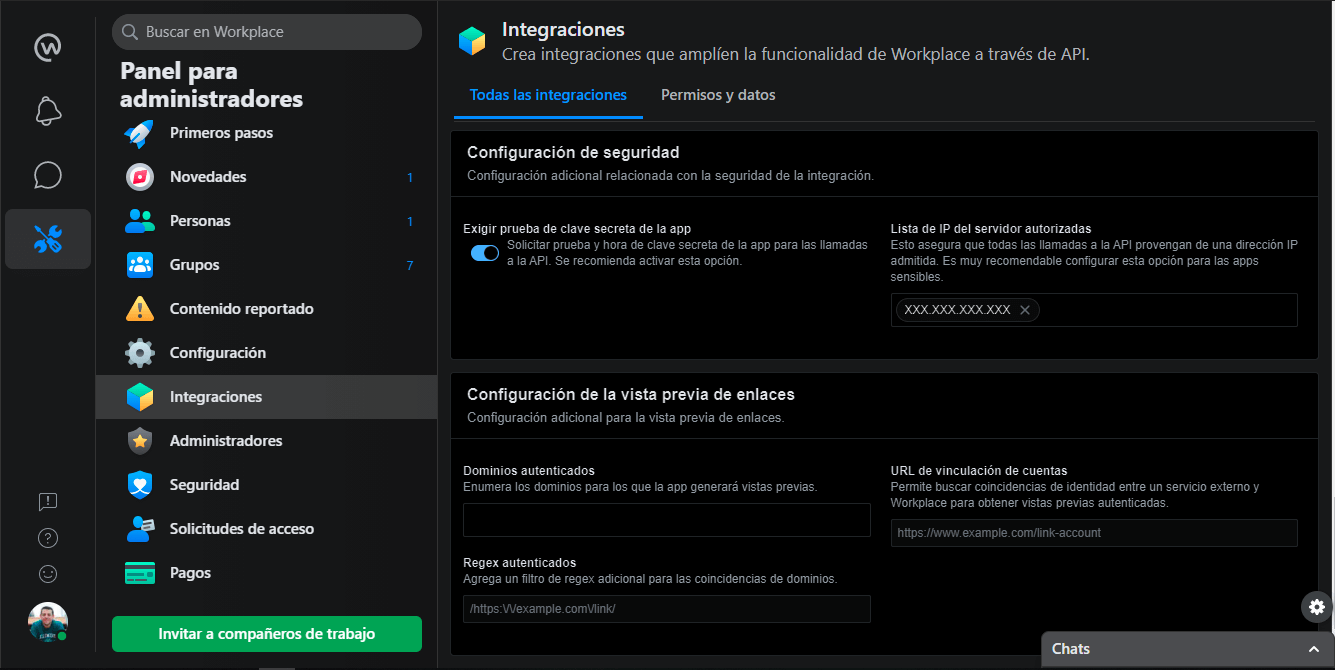 Buscar en Workplace
Panel para
administradores
Primeros pasos
Novedades 1
Personas 1
Grupos 7
Contenido reportado
Configuración
Integraciones
Administradores
Seguridad
Solicitudes de acceso
Pagos
Invitar a compañeros de trabajo
Integraciones
Crea integraciones que amplíen la funcionalidad de Workplace a través de API.
Todas las integraciones Permisos y datos
Configuración de seguridad
Configuración adicional relacionada con la seguridad de la integración.
Exigir prueba de clave secreta de la app
Solicitar prueba y hora de clave secreta de la app para las llamadas
a la API. Se recomienda activar esta opción.
Lista de IP del servidor autorizadas
Esto asegura que todas las llamadas a la API provengan de una dirección IP
admitida. Es muy recomendable configurar esta opción para las apps
sensibles.
XXX.XXX.XXX.XXX
Configuración de la vista previa de enlaces
Configuración adicional para la vista previa de enlaces.
Dominios autenticados
Enumera los dominios para los que la app generará vistas previas.
Regex autenticados
Agrega un filtro de regex adicional para las coincidencias de dominios.
/https:\/\/example.com\/link/
URL de vinculación de cuentas
Permite buscar coincidencias de identidad entre un servicio externo y
Workplace para obtener vistas previas autenticadas.
https://www.example.com/link-account
Chats